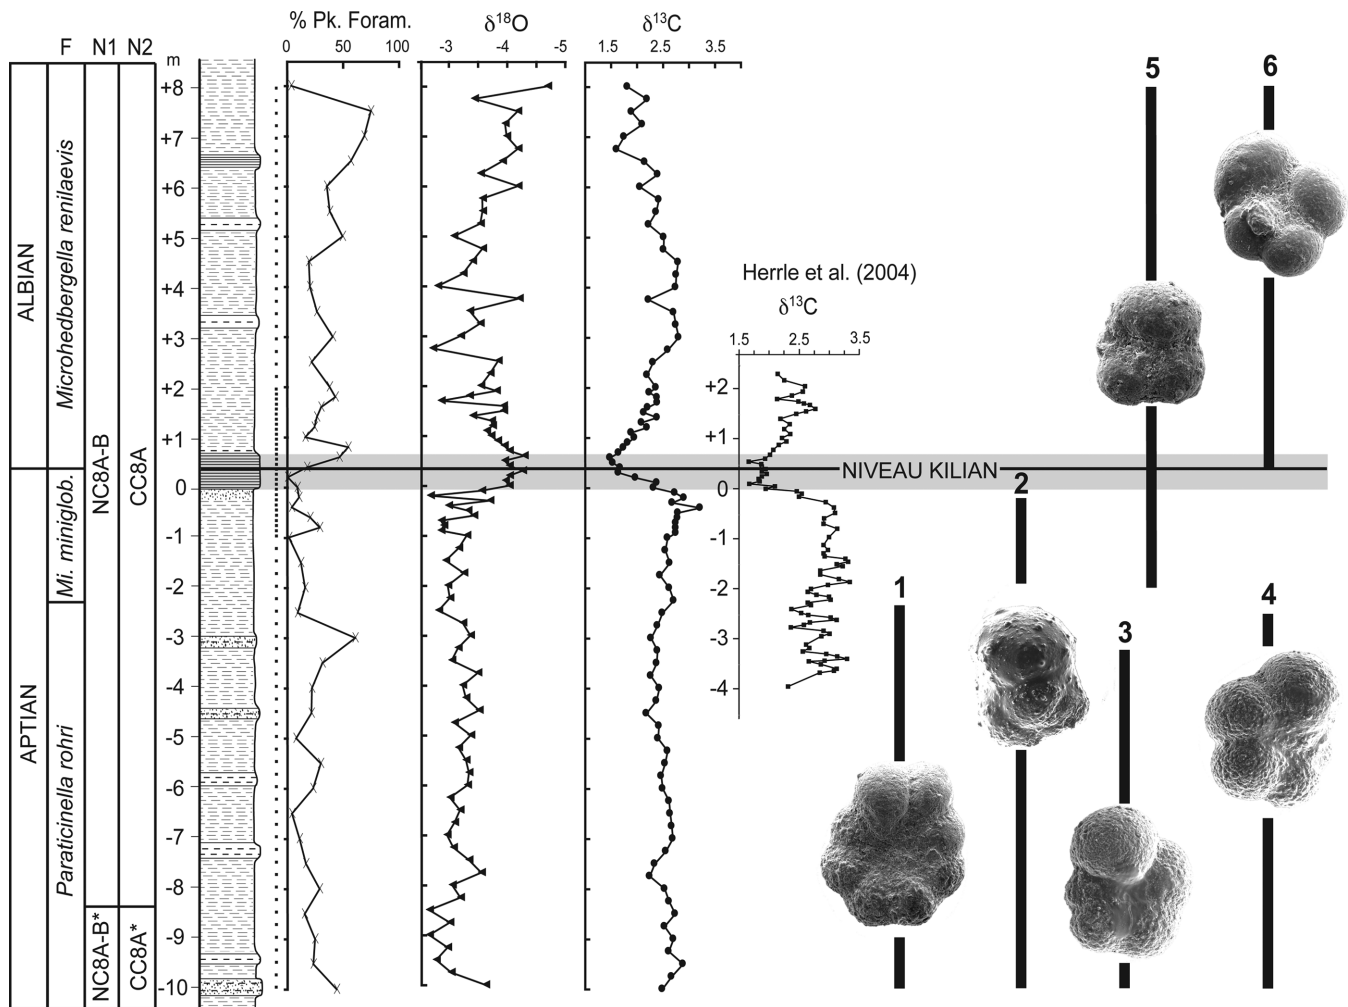 % Pk. Foram.
δ18O
δ13C
F N1 N2
m
0 50 100
-3 -4 -5
1.5 2.5 3.5
5
6
+8
+7
+6
+5
+4
+3
+2
+1
0
-1
-2
-3
-4
-5
-6
-7
-8
-9
-10
ALBIAN
APTIAN
Microhedbergella renilaevis
Mi. miniglob.
Paraticinella rohri
NC8A-B
CC8A
NC8A-B*
CC8A*
Herrle et al. (2004)
δ13C
1.5 2.5 3.5
+2
+1
0
-1
-2
-3
-4
NIVEAU KILIAN
2
1
3
4